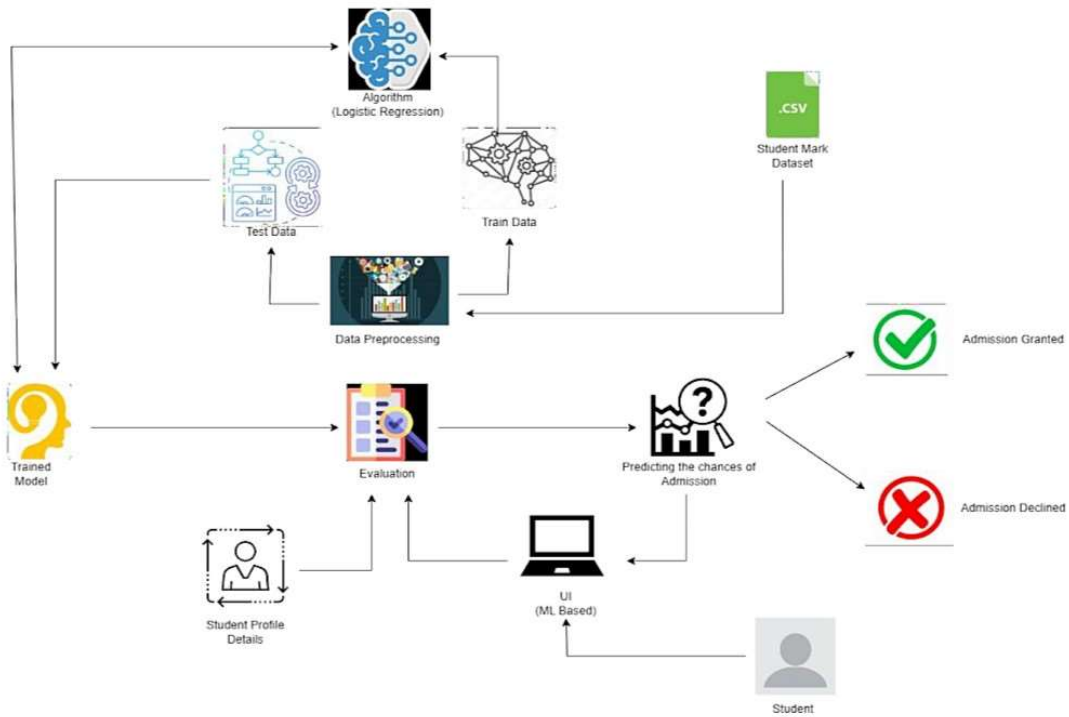 Algorithm
(Logistic Regression)
.CSV
Student Mark
Dataset
Test Data
Train Data
Data Preprocessing
Admission Granted
Trained
Model
Evaluation
?
Predicting the chances of
Admission
Admission Declined
Student Profile
Details
UI
(ML Based)
Student